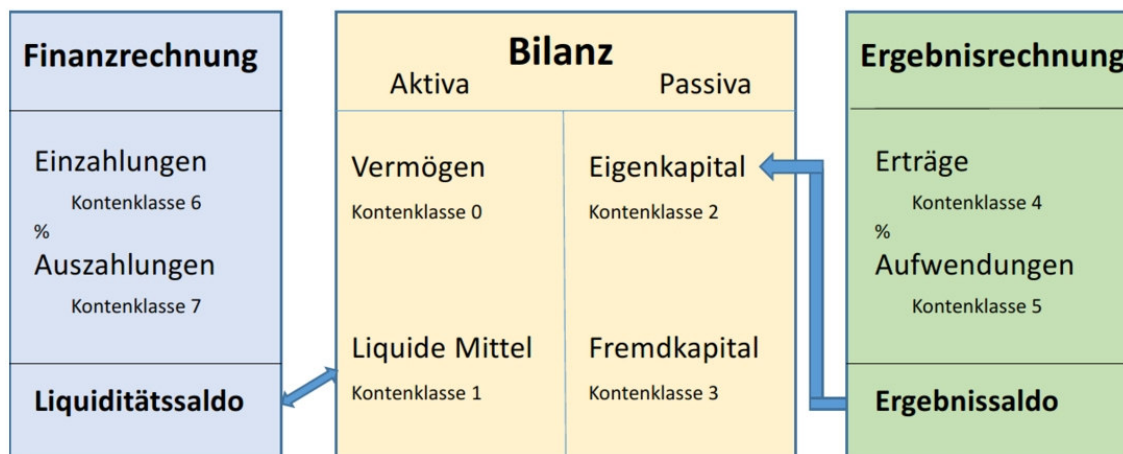 Finanzrechnung
Einzahlungen
Kontenklasse 6
%
Auszahlungen
Kontenklasse 7
Liquiditätssaldo
Bilanz
Aktiva
Passiva
Vermögen
Kontenklasse 0
Liquide Mittel
Kontenklasse 1
Eigenkapital
Kontenklasse 2
Fremdkapital
Kontenklasse 3
Ergebnisrechnung
Erträge
Kontenklasse 4
%
Aufwendungen
Kontenklasse 5
Ergebnissaldo